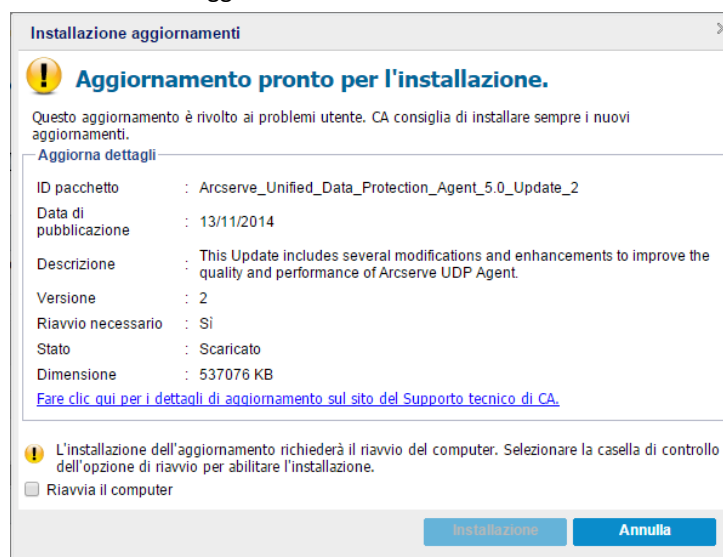 Installazione aggiornamenti
Aggiornamento pronto per l'installazione.
Questo aggiornamento è rivolto ai problemi utente. CA consiglia di installare sempre i nuovi
aggiornamenti.
Aggiorna dettagli
ID pacchetto : Arcserve_Unified_Data_Protection_Agent_5.0_Update_2
Data di
pubblicazione : 13/11/2014
Descrizione : This Update includes several modifications and enhancements to improve the
quality and performance of Arcserve UDP Agent.
Versione : 2
Riavvio necessario : Sì
Stato : Scaricato
Dimensione : 537076 KB
Fare clic qui per i dettagli di aggiornamento sul sito del Supporto tecnico di CA.
L'installazione dell'aggiornamento richiederà il riavvio del computer. Selezionare la casella di controllo
dell'opzione di riavvio per abilitare l'installazione.
Riavvia il computer
Installazione Annulla